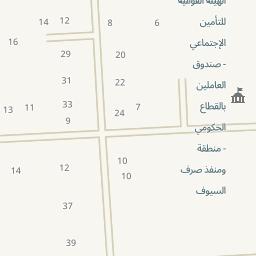 الهيئة القومية
للتأمين
الإجتماعي
- صندوق
العاملين
بالقطاع
الحكومي
- منطقة
ومنفذ صرف
السيوف
14 12 8 6
16
29 20
31 22
13 11 33 24 7
9
14 12 10
10
37
39